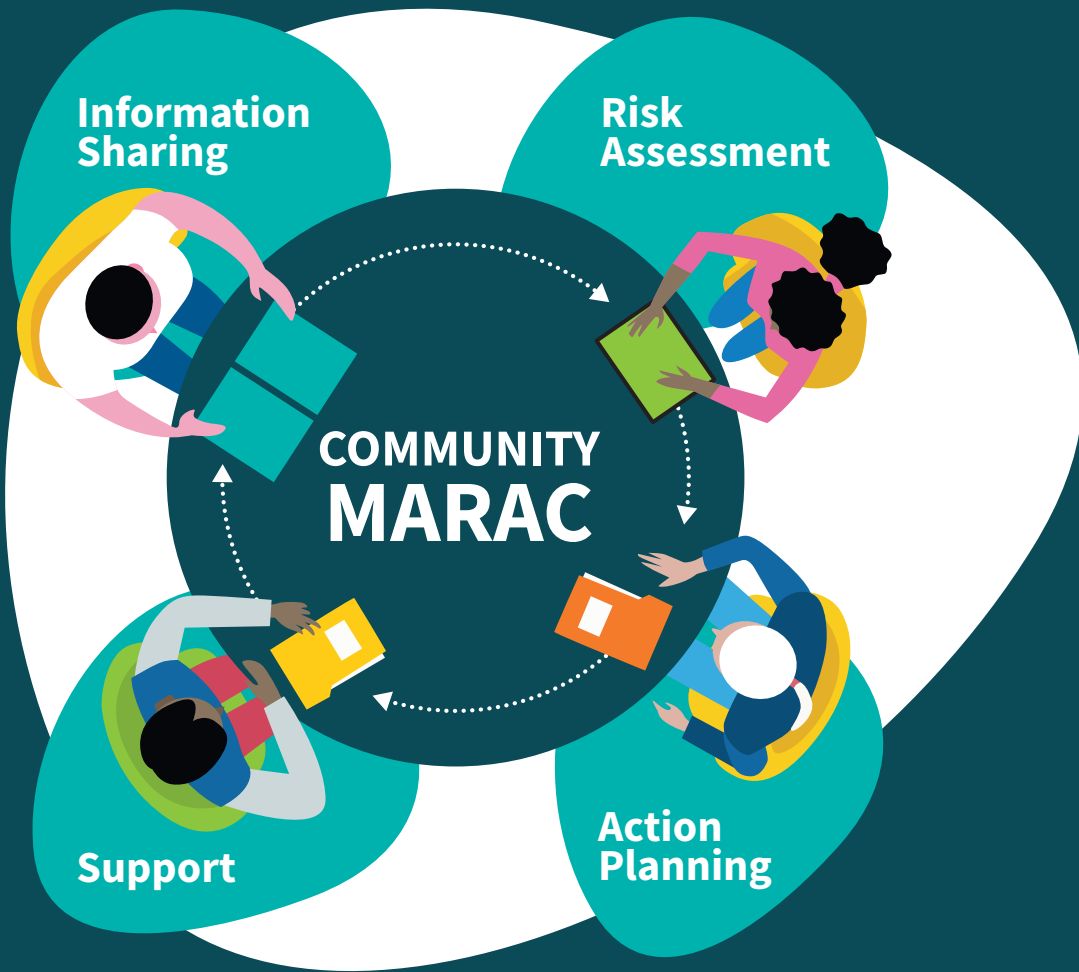 Information
Sharing
Risk
Assessment
COMMUNITY
MARAC
Support
Action
Planning